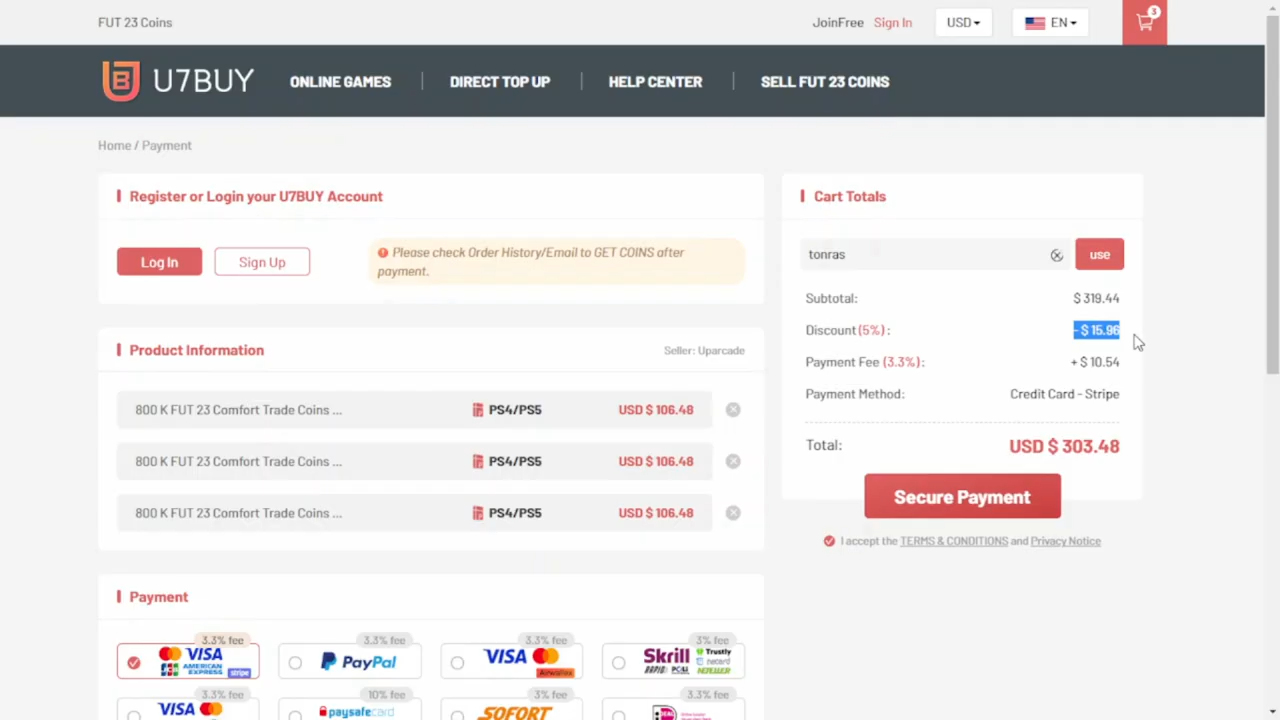 FUT 23 Coins
JoinFree Sign In
USD
EN
3
U7BUY
ONLINE GAMES
DIRECT TOP UP
HELP CENTER
SELL FUT 23 COINS
Home / Payment
Register or Login your U7BUY Account
Log In
Sign Up
Please check Order History/Email to GET COINS after
payment.
Cart Totals
tonras
use
Subtotal: $ 319.44
Discount (5%) : - $ 15.96
Payment Fee (3.3%): + $ 10.54
Payment Method: Credit Card - Stripe
Total: USD $ 303.48
Secure Payment
I accept the TERMS & CONDITIONS and Privacy Notice
Product Information
Seller: Uparcade
800 K FUT 23 Comfort Trade Coins ... PS4/PS5 USD $ 106.48
800 K FUT 23 Comfort Trade Coins ... PS4/PS5 USD $ 106.48
800 K FUT 23 Comfort Trade Coins ... PS4/PS5 USD $ 106.48
Payment
3.3% fee
VISA
AMERICAN
EXPRESS
stripe
3.3% fee
PayPal
3.3% fee
VISA
3% fee
Skrill
Trustly
3.3% fee
VISA
10% fee
paysafecard
3% fee
SOFORT
3.3% fee